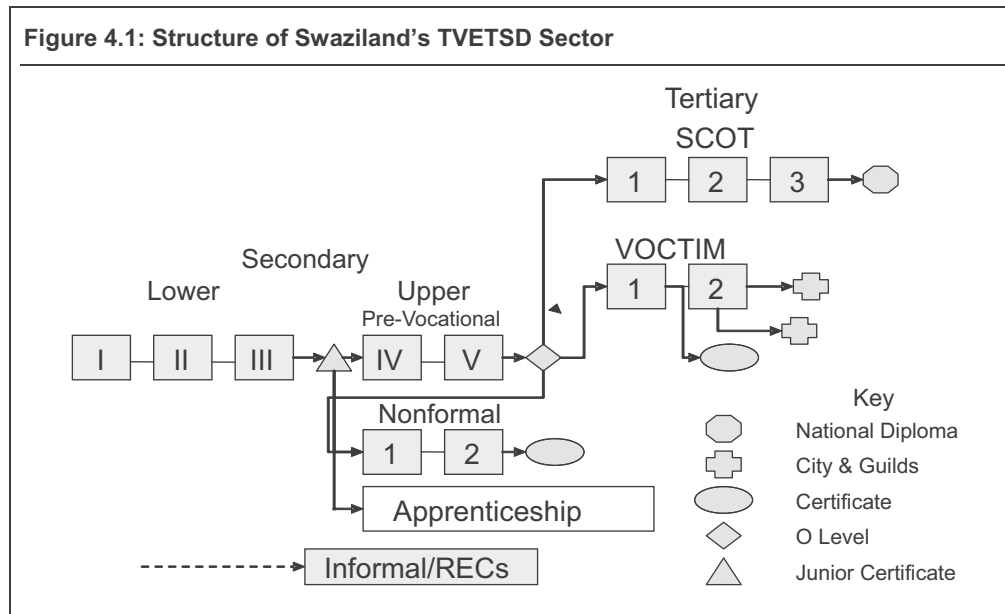 Figure 4.1: Structure of Swaziland's TVETSD Sector
Tertiary
SCOT
1 2 3
Secondary
VOCTIM
Lower Upper
1 2
Pre-Vocational
I II III IV V
Nonformal
1 2
Apprenticeship
Informal/RECs
Key
National Diploma
City & Guilds
Certificate
O Level
Junior Certificate